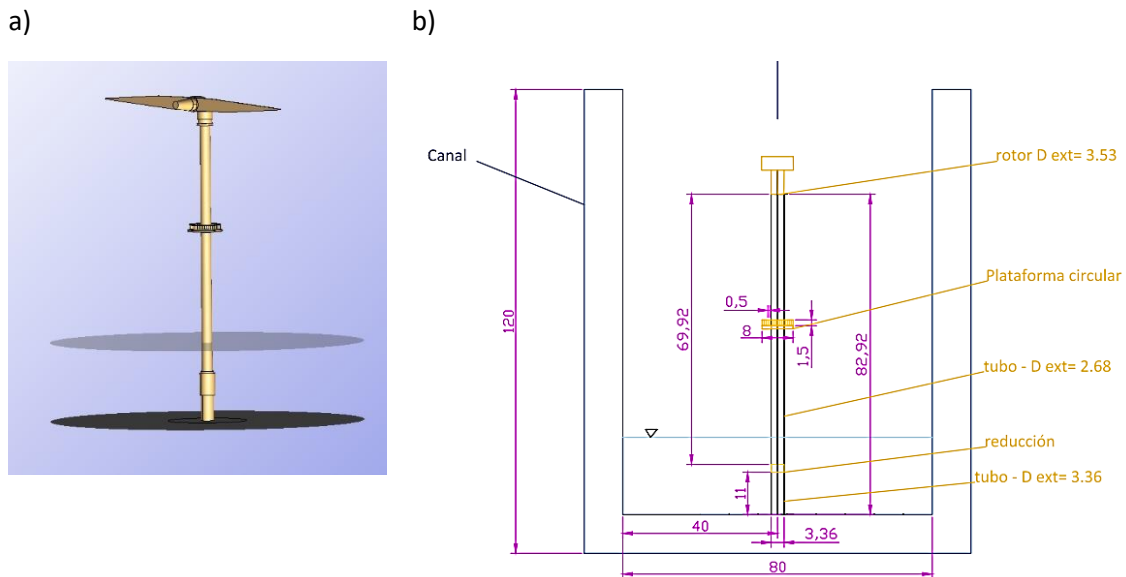 a)
b)
Canal
rotor D ext= 3.53
Plataforma circular
0,5
8
1,5
69,92
82,92
120
tubo - D ext= 2.68
reducción
11
tubo - D ext= 3.36
40
3,36
80